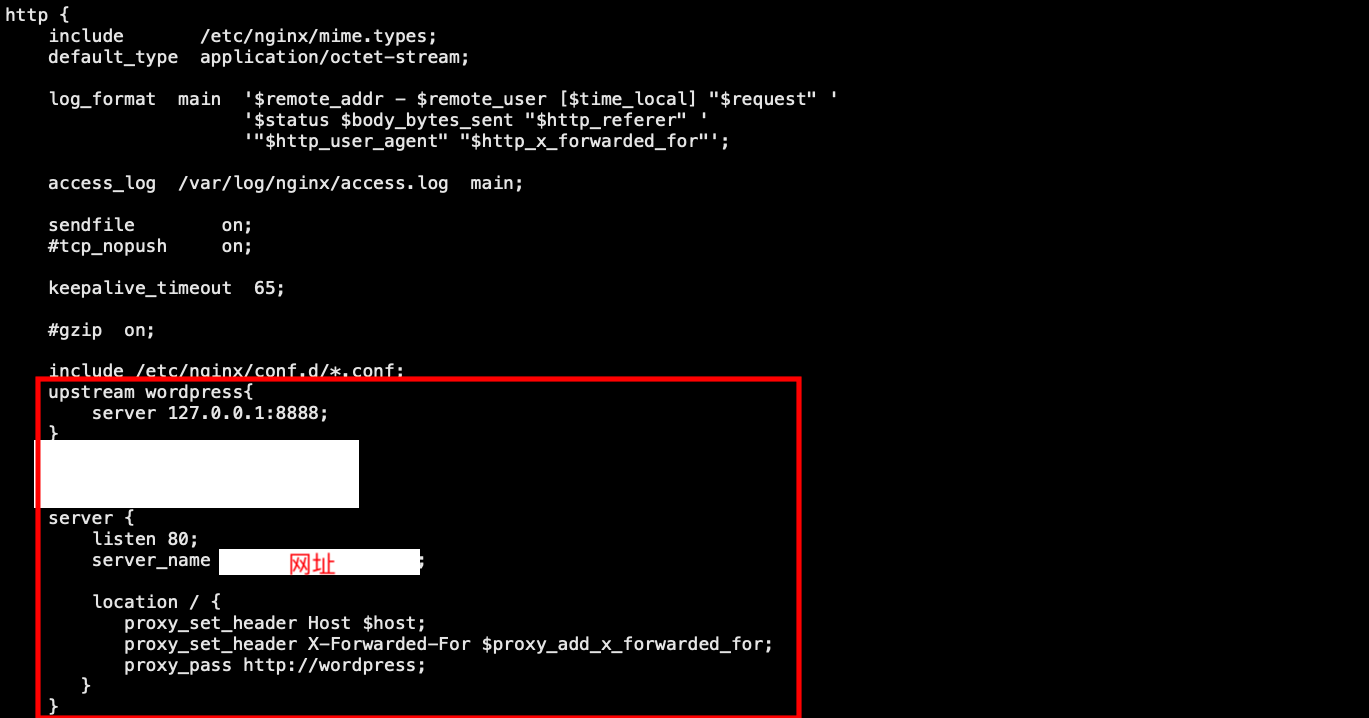 http {
    include       /etc/nginx/mime.types;
    default_type  application/octet-stream;
    log_format  main  '$remote_addr - $remote_user [$time_local] "$request" '
                      '$status $body_bytes_sent "$http_referer" '
                      '"$http_user_agent" "$http_x_forwarded_for"';
    access_log  /var/log/nginx/access.log  main;
    sendfile        on;
    #tcp_nopush     on;
    keepalive_timeout  65;
    #gzip  on;
    include /etc/nginx/conf.d/*.conf;
    upstream wordpress{
        server 127.0.0.1:8888;
    }
    server {
        listen 80;
        server_name 网址;
        location / {
           proxy_set_header Host $host;
           proxy_set_header X-Forwarded-For $proxy_add_x_forwarded_for;
           proxy_pass http://wordpress;
       }
    }